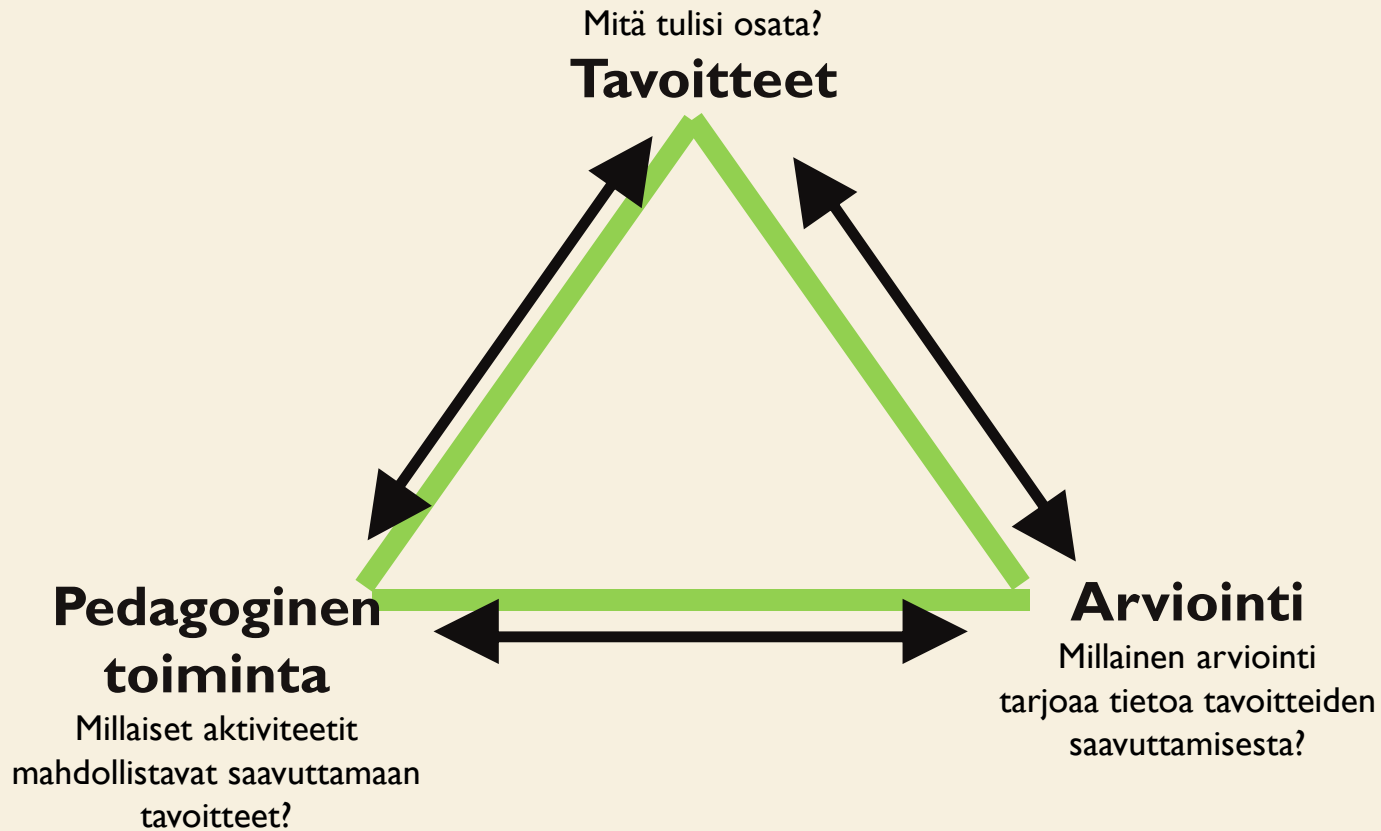 Mitä tulisi osata?
Tavoitteet
Pedagoginen
toiminta
Millaiset aktiviteetit
mahdollistavat saavuttamaan
tavoitteet?
Arviointi
Millainen arviointi
tarjoaa tietoa tavoitteiden
saavuttamisesta?